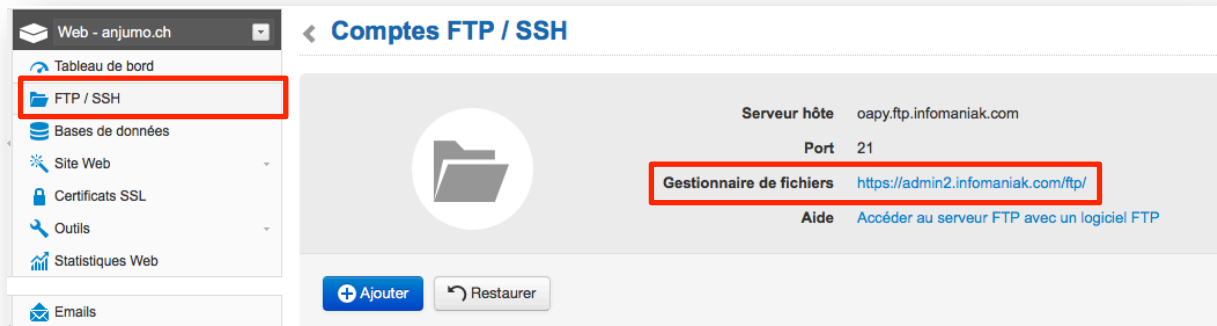 Web - anjumo.ch
Tableau de bord
FTP / SSH
Bases de données
Site Web
Certificats SSL
Outils
Statistiques Web
Emails
Comptes FTP / SSH
Serveur hôte oapy.ftp.infomaniak.com
Port 21
Gestionnaire de fichiers https://admin2.infomaniak.com/ftp/
Aide Accéder au serveur FTP avec un logiciel FTP
Ajouter Restaurer